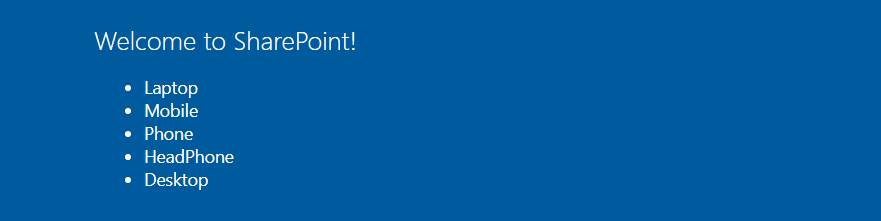 Welcome to SharePoint!
• Laptop
• Mobile
• Phone
• HeadPhone
• Desktop